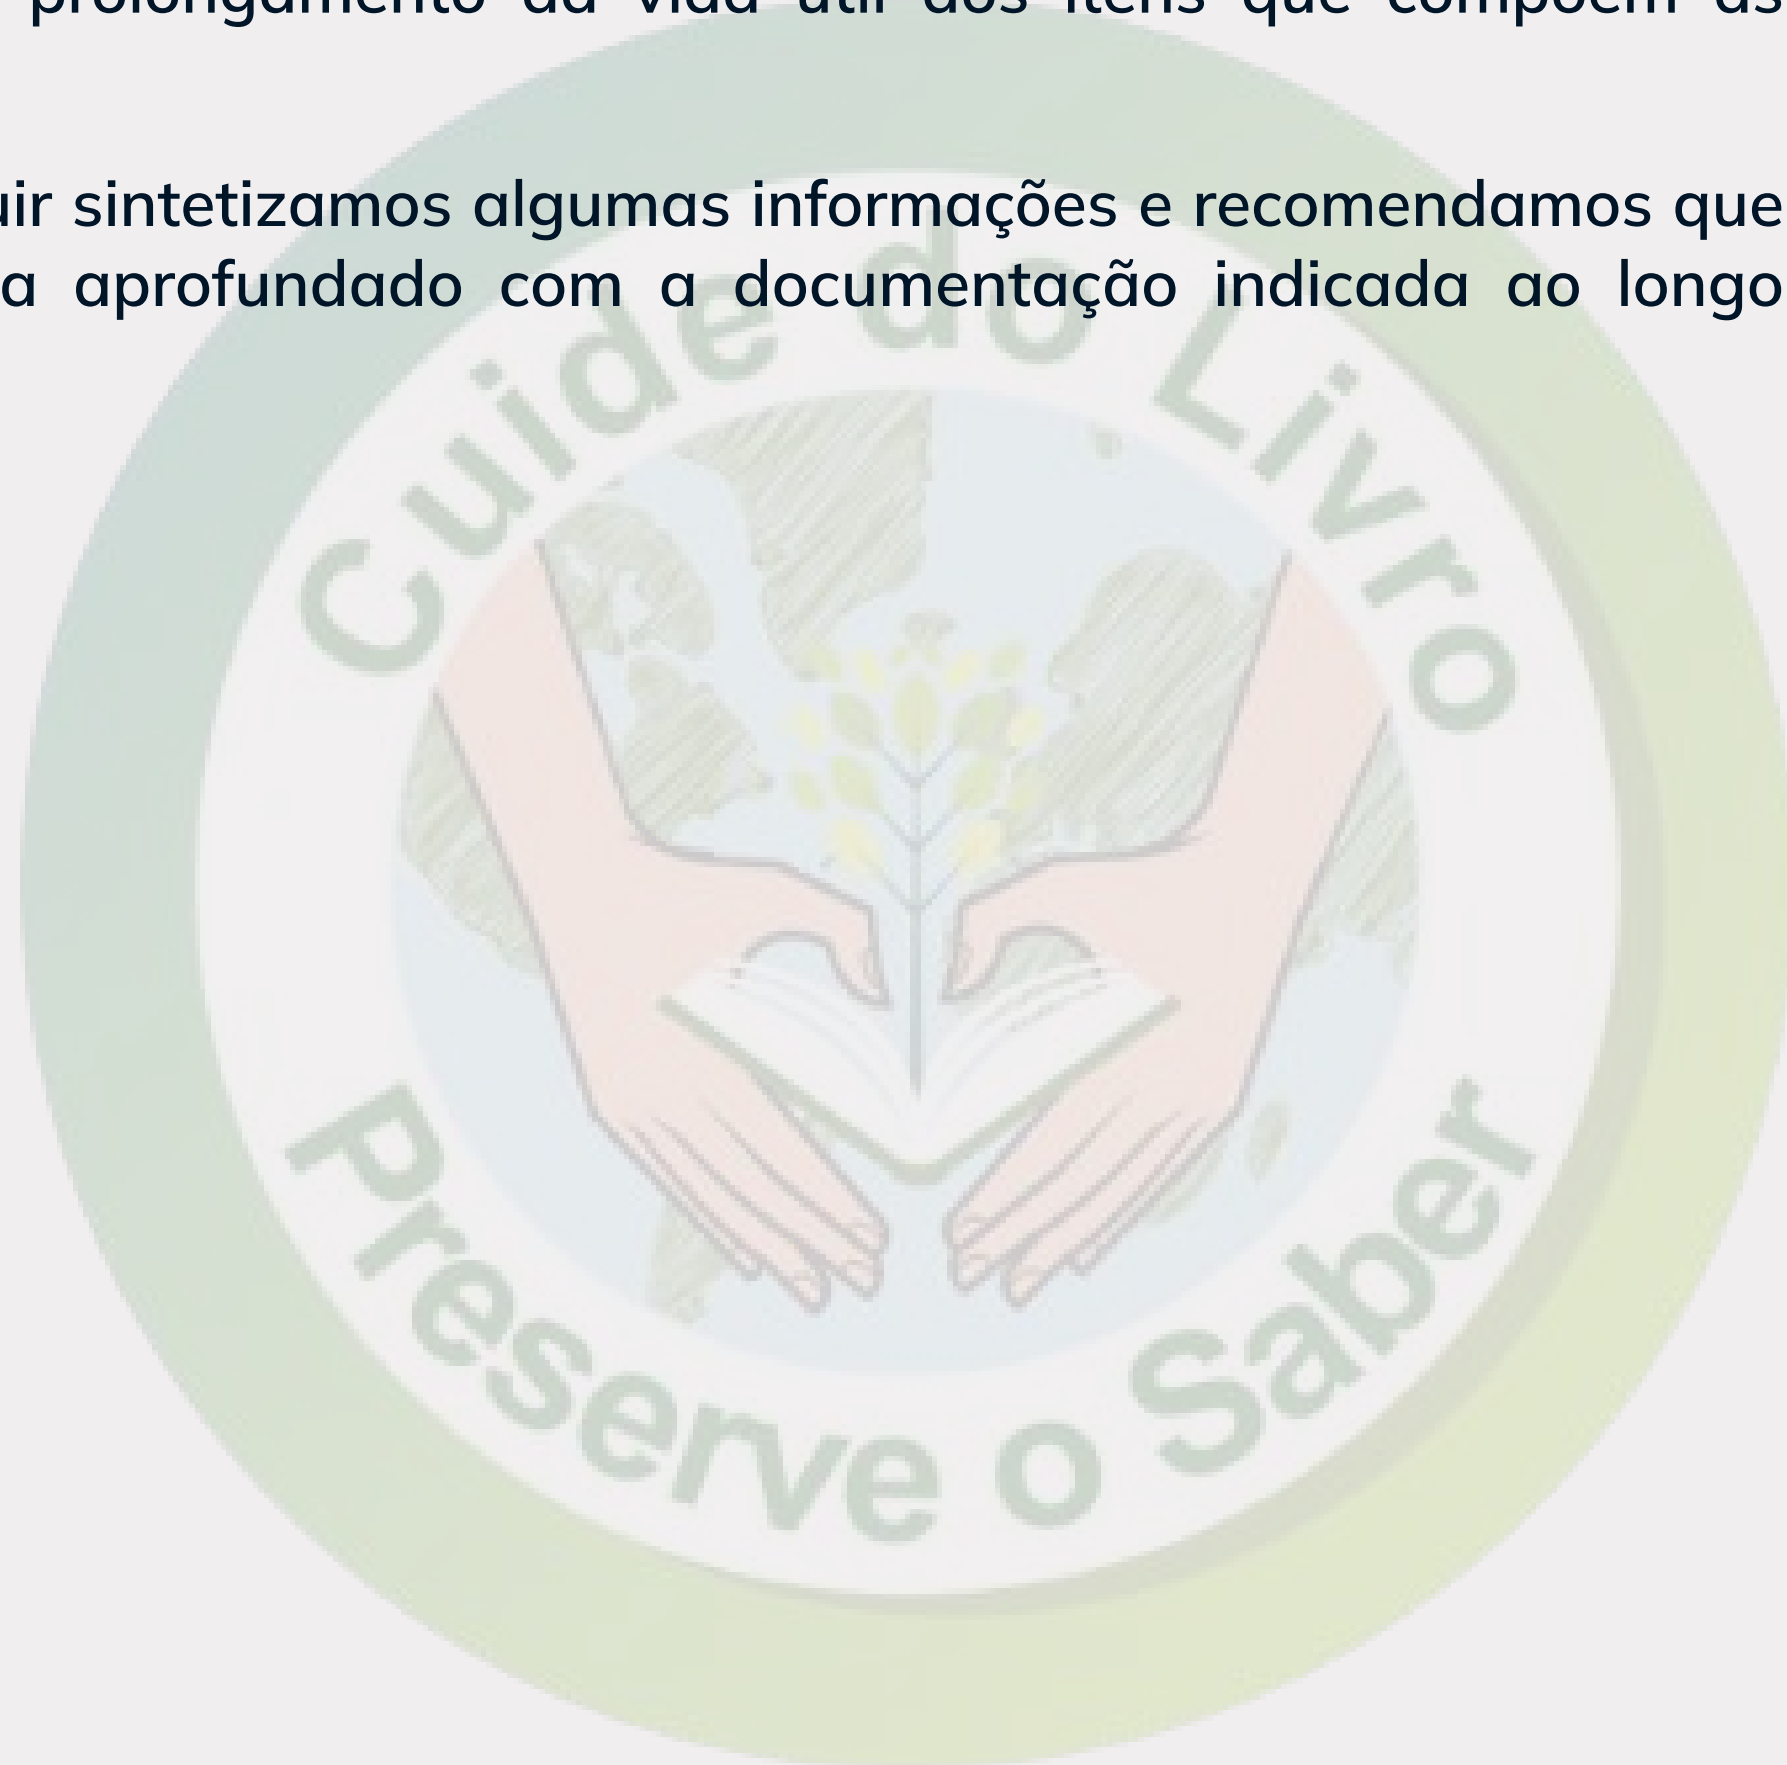 prolongamento da vida útil dos itens que compõem as
sintetizamos algumas informações e recomendamos que
a aprofundado com a documentação indicada ao longo
Cuide do Livro
Preserve o Saber